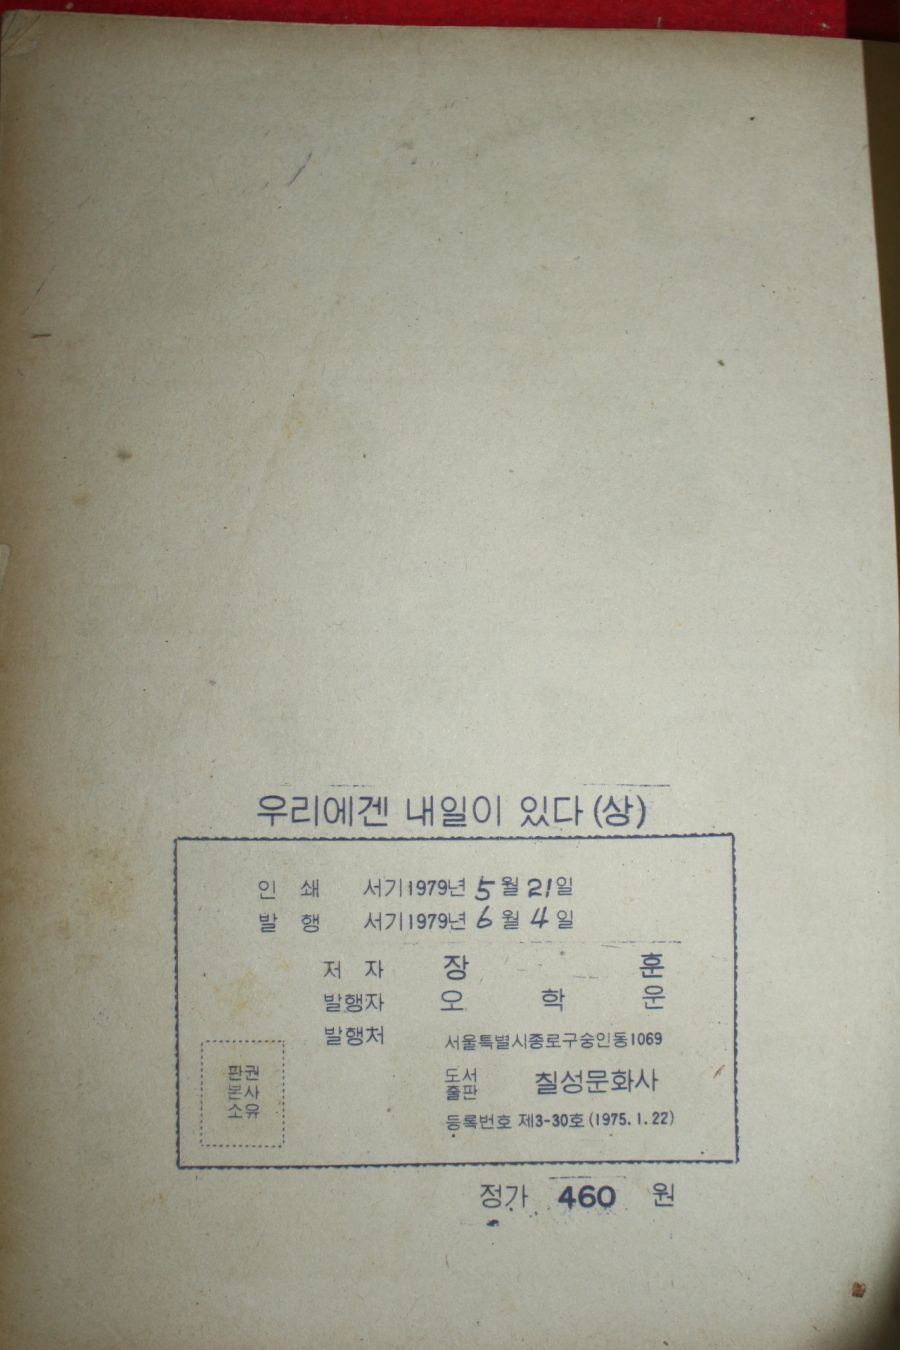 우리에겐 내일이 있다(상)
인 쇄 서기1979년 5월 21일
발 행 서기1979년 6월 4일
저 자 장 훈
발행자 오 학 운
발행처 서울특별시종로구숭인동1069
도서출판 칠성문화사
등록번호 제3-30호(1975.1.22)
판권
본사
소유
정가 460 원